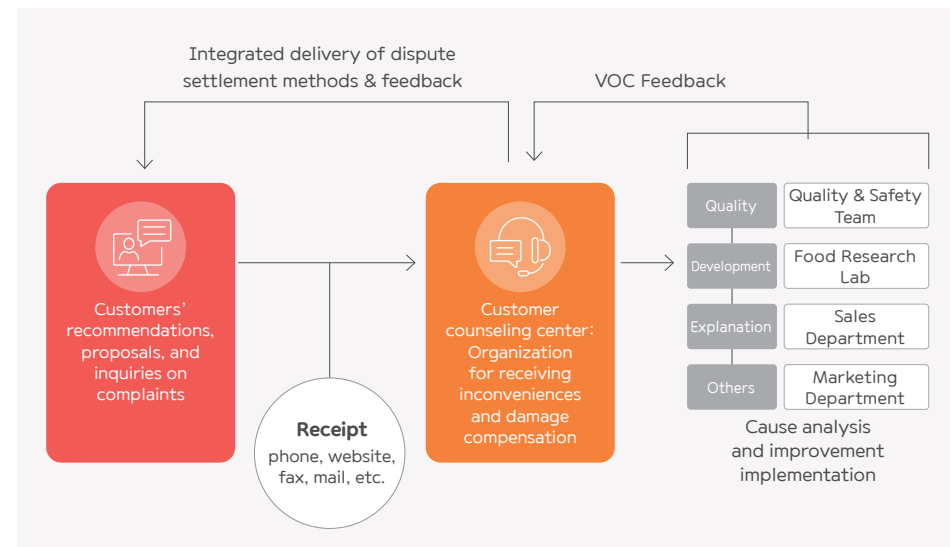 Integrated delivery of dispute
settlement methods & feedback
VOC Feedback
Customers’
recommendations,
proposals, and
inquiries on
complaints
Receipt
phone, website,
fax, mail, etc.
Customer
counseling center:
Organization
for receiving
inconveniences
and damage
compensation
Quality
Quality & Safety
Team
Development
Food Research
Lab
Explanation
Sales
Department
Others
Marketing
Department
Cause analysis
and improvement
implementation